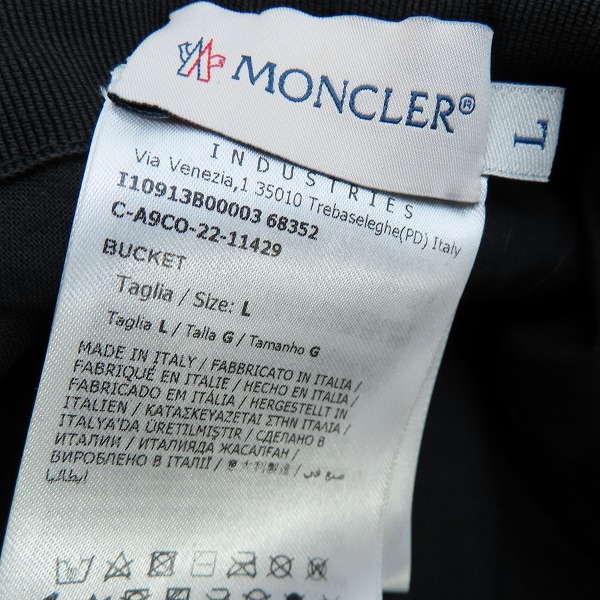 MONCLER®
L
INDUSTRIES
Via Venezia,1 35010 Trebaseleghe(PD) Italy
I10913B00003 68352
C-A9CO-22-11429
BUCKET
Taglia / Size: L
Taglia L / Talla G / Tamanho G
MADE IN ITALY / FABBRICATO IN ITALIA /
FABRIQUÉ EN ITALIE / HECHO EN ITALIA /
FABRICADO EM ITÁLIA / HERGESTELLT IN
ITALIEN / ΚΑΤΑΣΚΕΥΑΖΕΤΑΙ ΣΤΗΝ ΙΤΑΛΙΑ /
ITALYA'DA ÜRETILMIŞTIR / СДЕЛАНО В
ИТАЛИИ / ИТАЛИЯДА ЖАСАЛҒАН /
ВИРОБЛЕНО В ІТАЛІЇ / 意大利製造 / صنع في
إيطاليا